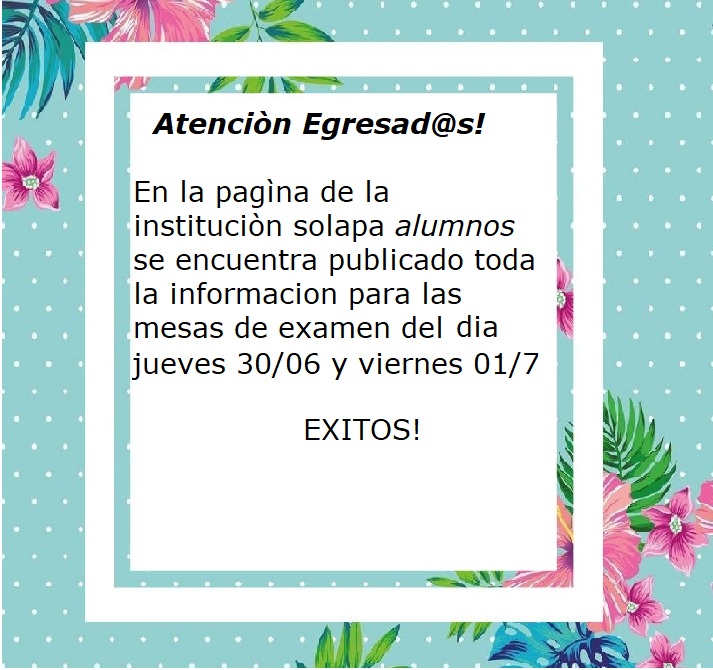 Atenciòn Egresad@s!
En la pagìna de la
instituciòn solapa alumnos
se encuentra publicado toda
la informacion para las
mesas de examen del dia
jueves 30/06 y viernes 01/7
EXITOS!